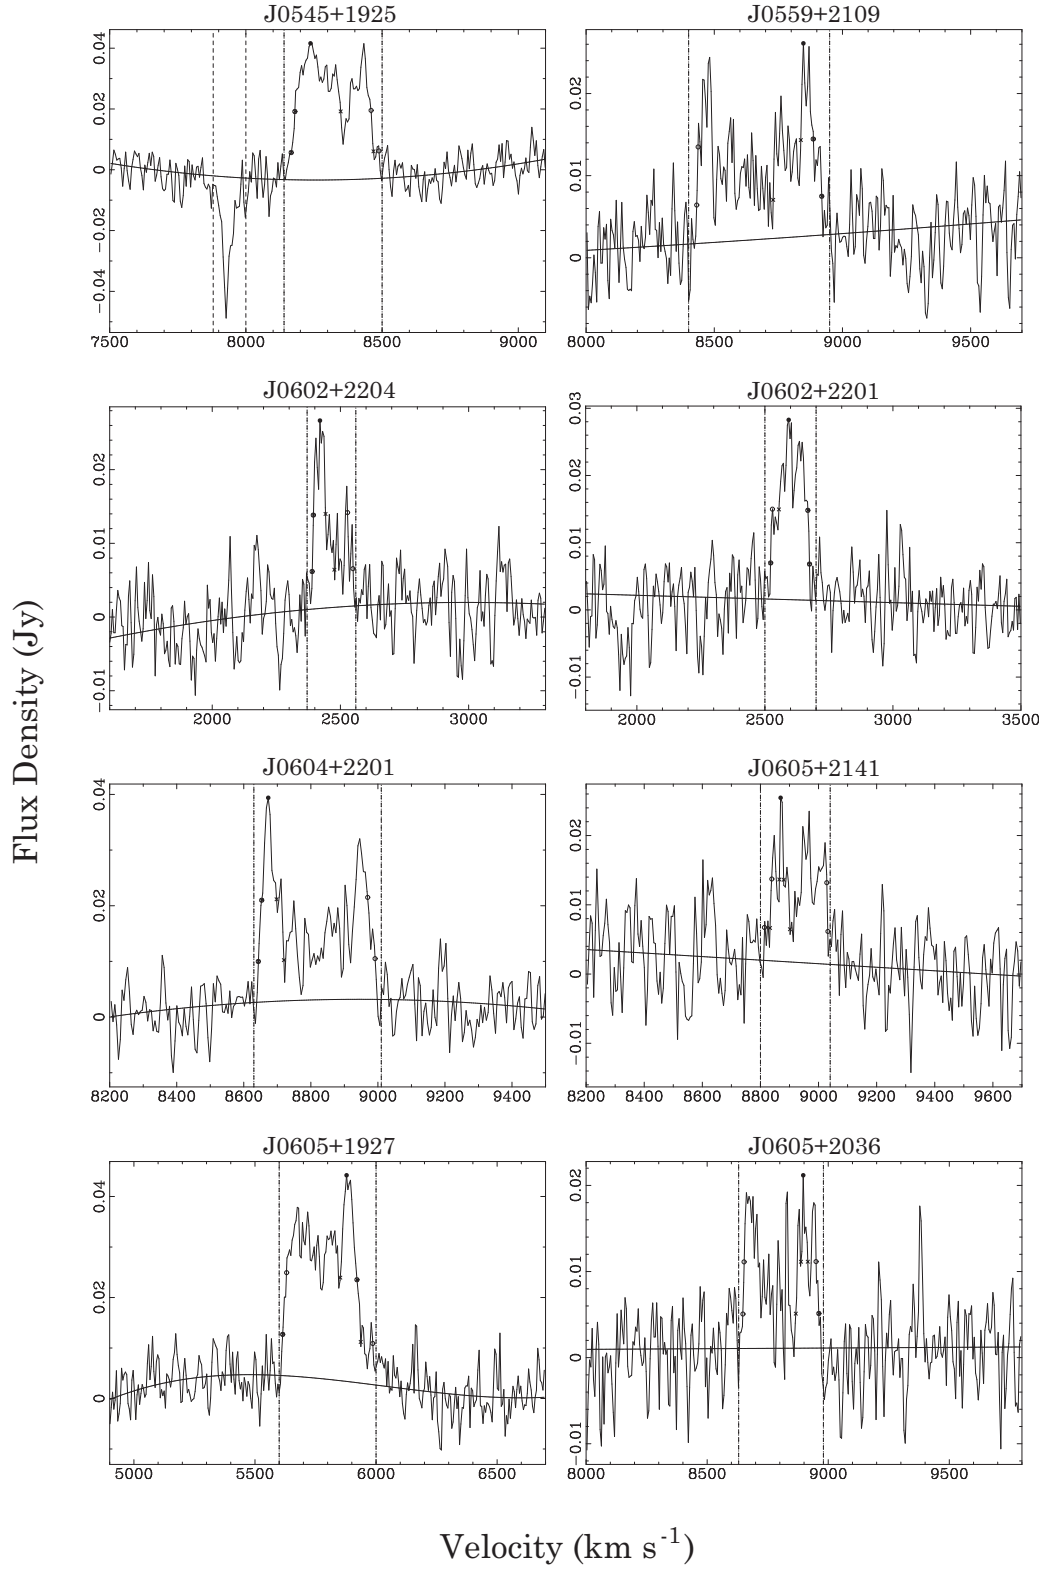 J0545+1925
J0559+2109
0.04
0.02
0
−0.02
−0.04
7500 8000 8500 9000
0.02
0.01
0
8000 8500 9000 9500
J0602+2204
J0602+2201
0.02
0.01
0
−0.01
2000 2500 3000
0.03
0.02
0.01
0
−0.01
2000 2500 3000 3500
J0604+2201
J0605+2141
0.04
0.02
0
8200 8400 8600 8800 9000 9200 9400
0.02
0.01
0
−0.01
8200 8400 8600 8800 9000 9200 9400 9600
J0605+1927
J0605+2036
0.04
0.02
0
5000 5500 6000 6500
0.02
0.01
0
−0.01
8000 8500 9000 9500
Flux Density (Jy)
Velocity (km s⁻¹)